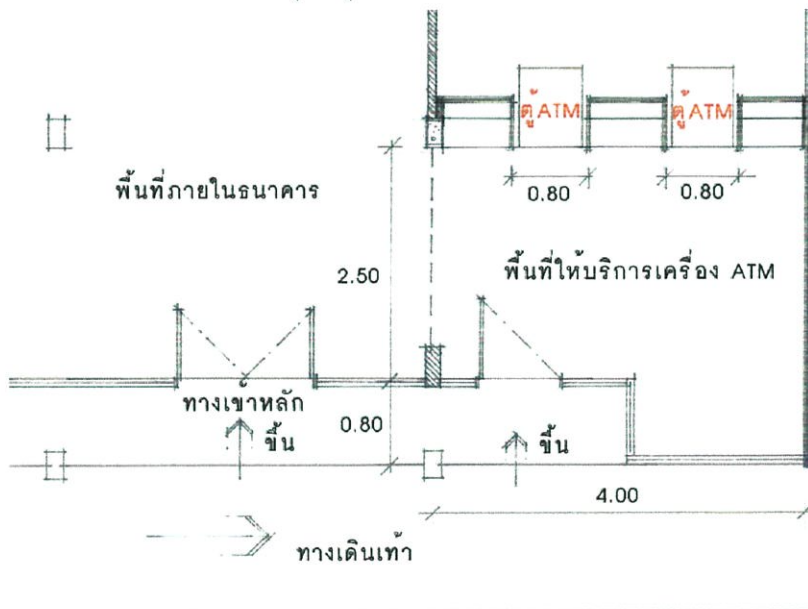 ตู้ATM ตู้ATM
พื้นที่ภายในธนาคาร
0.80 0.80
2.50
พื้นที่ให้บริการเครื่อง ATM
ทางเข้าหลัก
0.80
ขึ้น
ขึ้น
4.00
ทางเดินเท้า